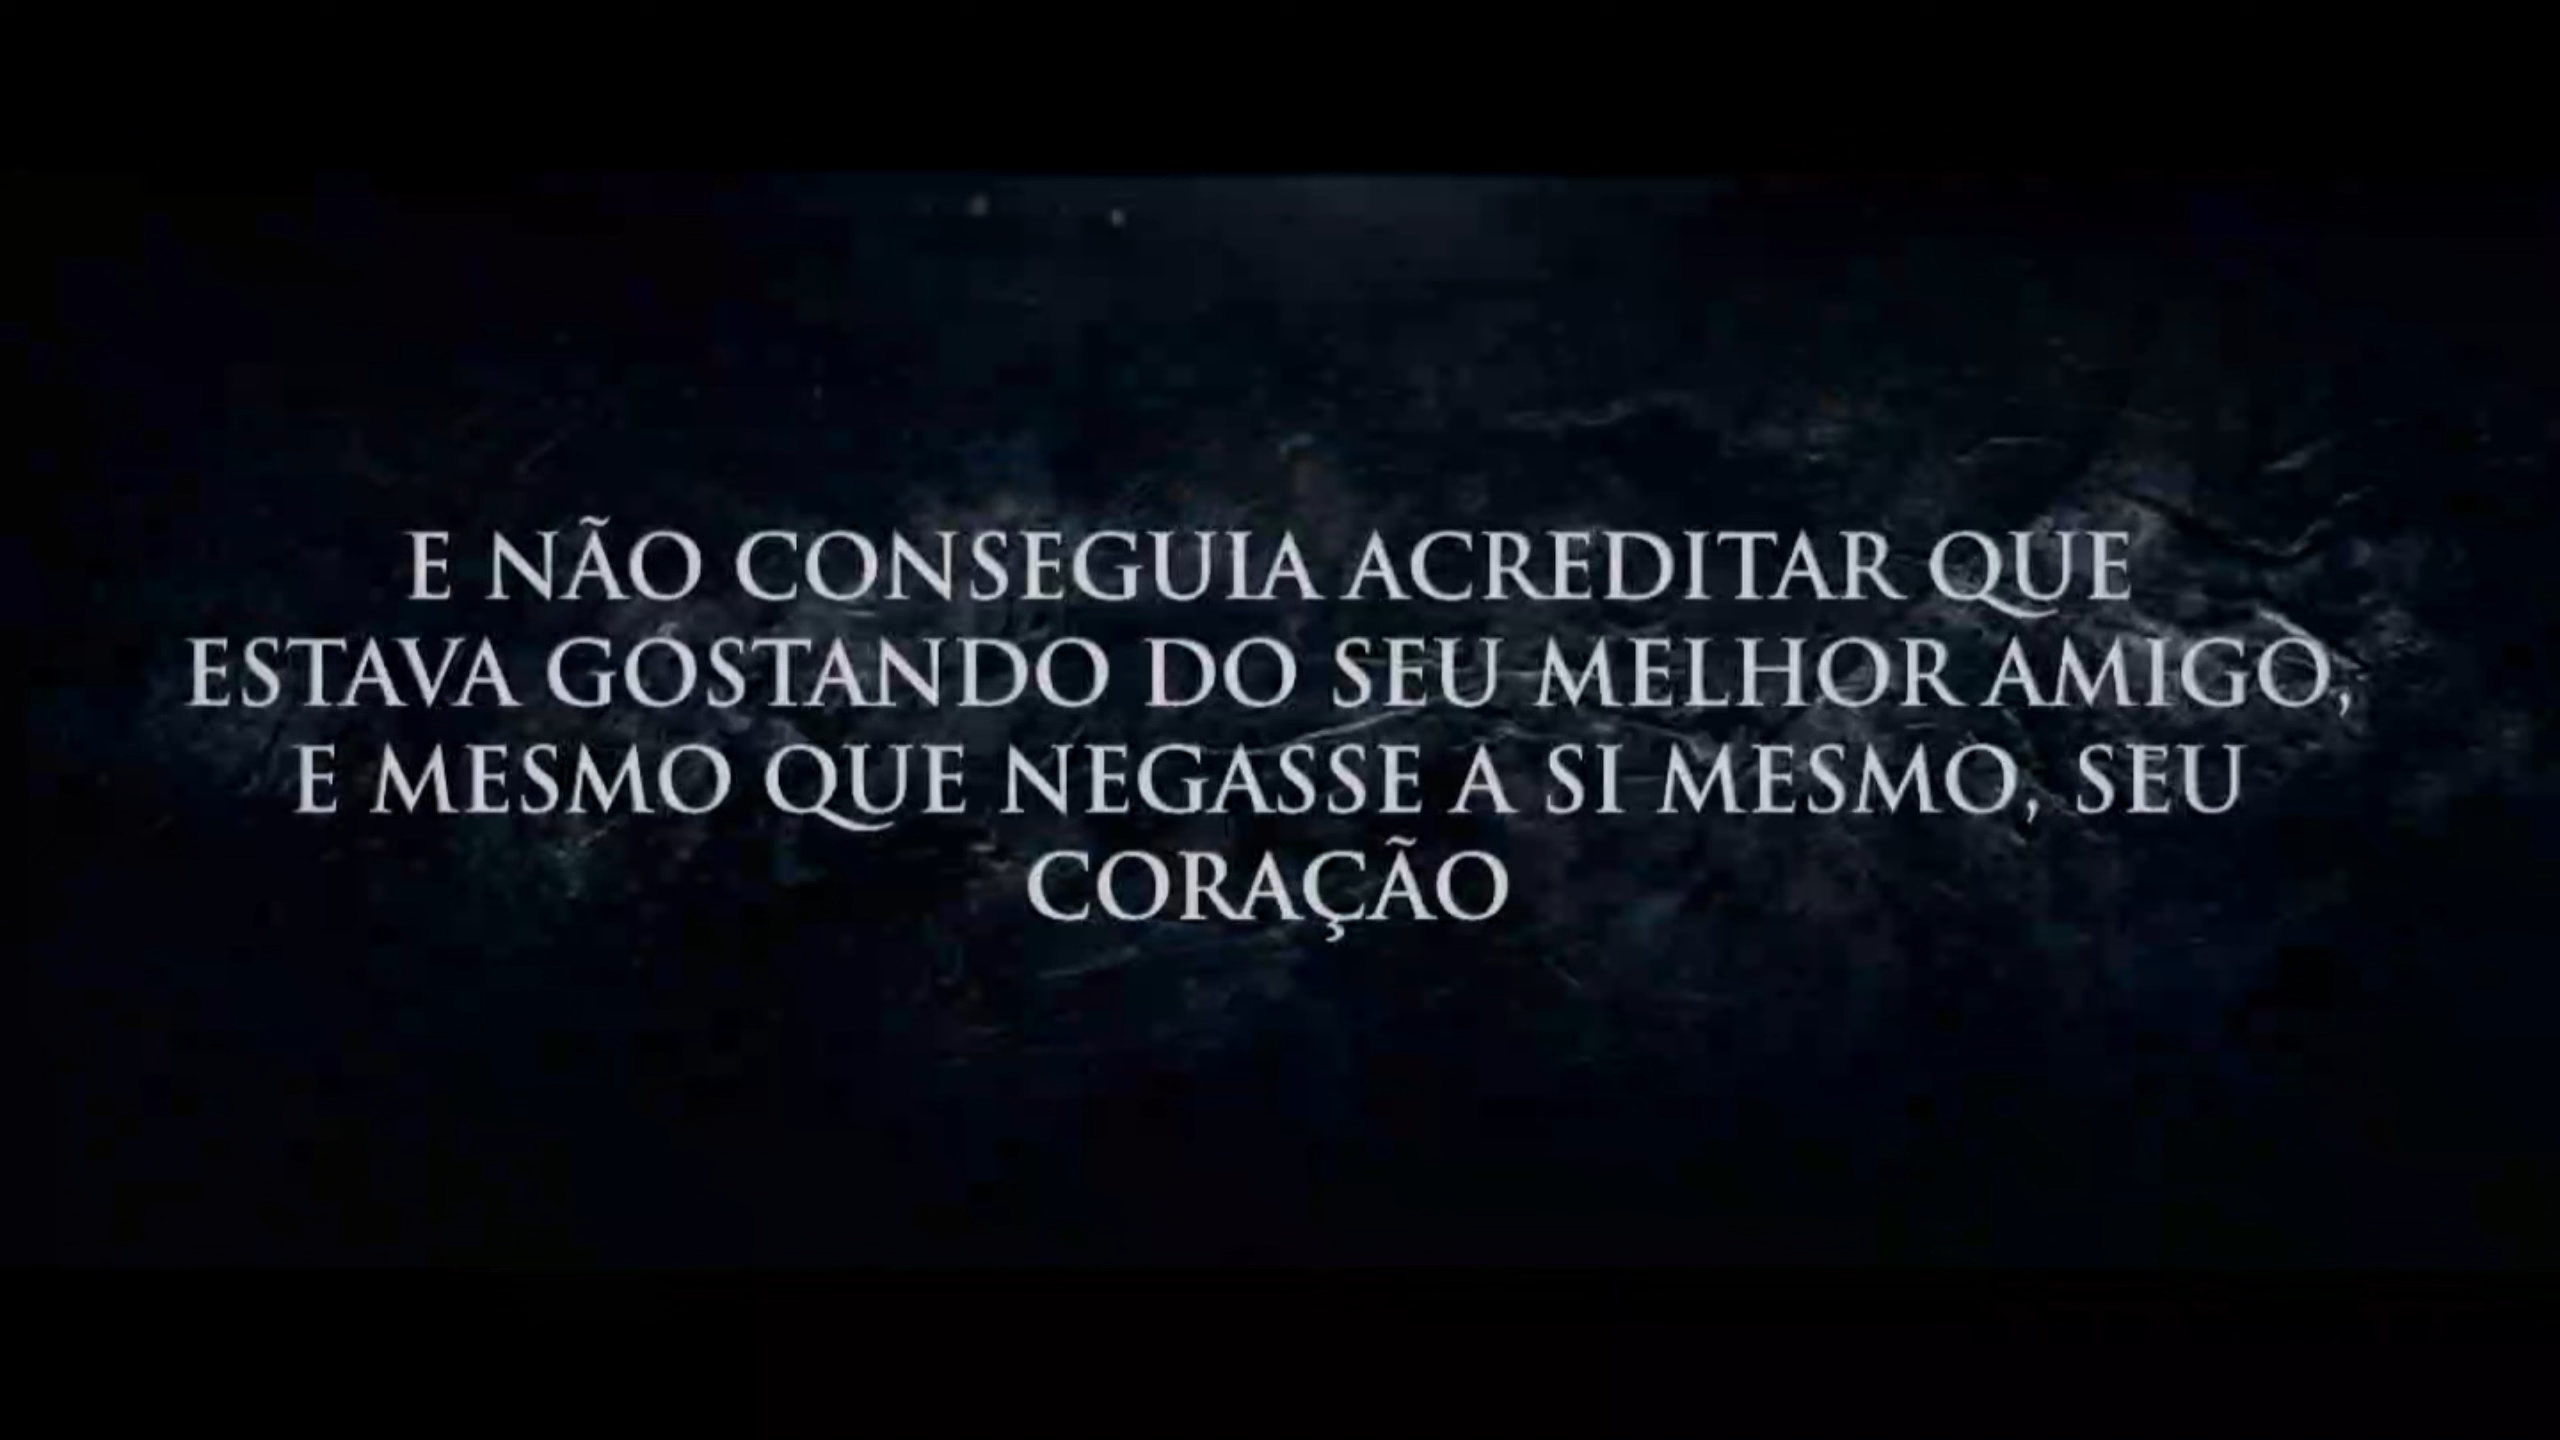 E NÃO CONSEGUIA ACREDITAR QUE
ESTAVA GOSTANDO DO SEU MELHOR AMIGO,
E MESMO QUE NEGASSE A SI MESMO, SEU
CORAÇÃO